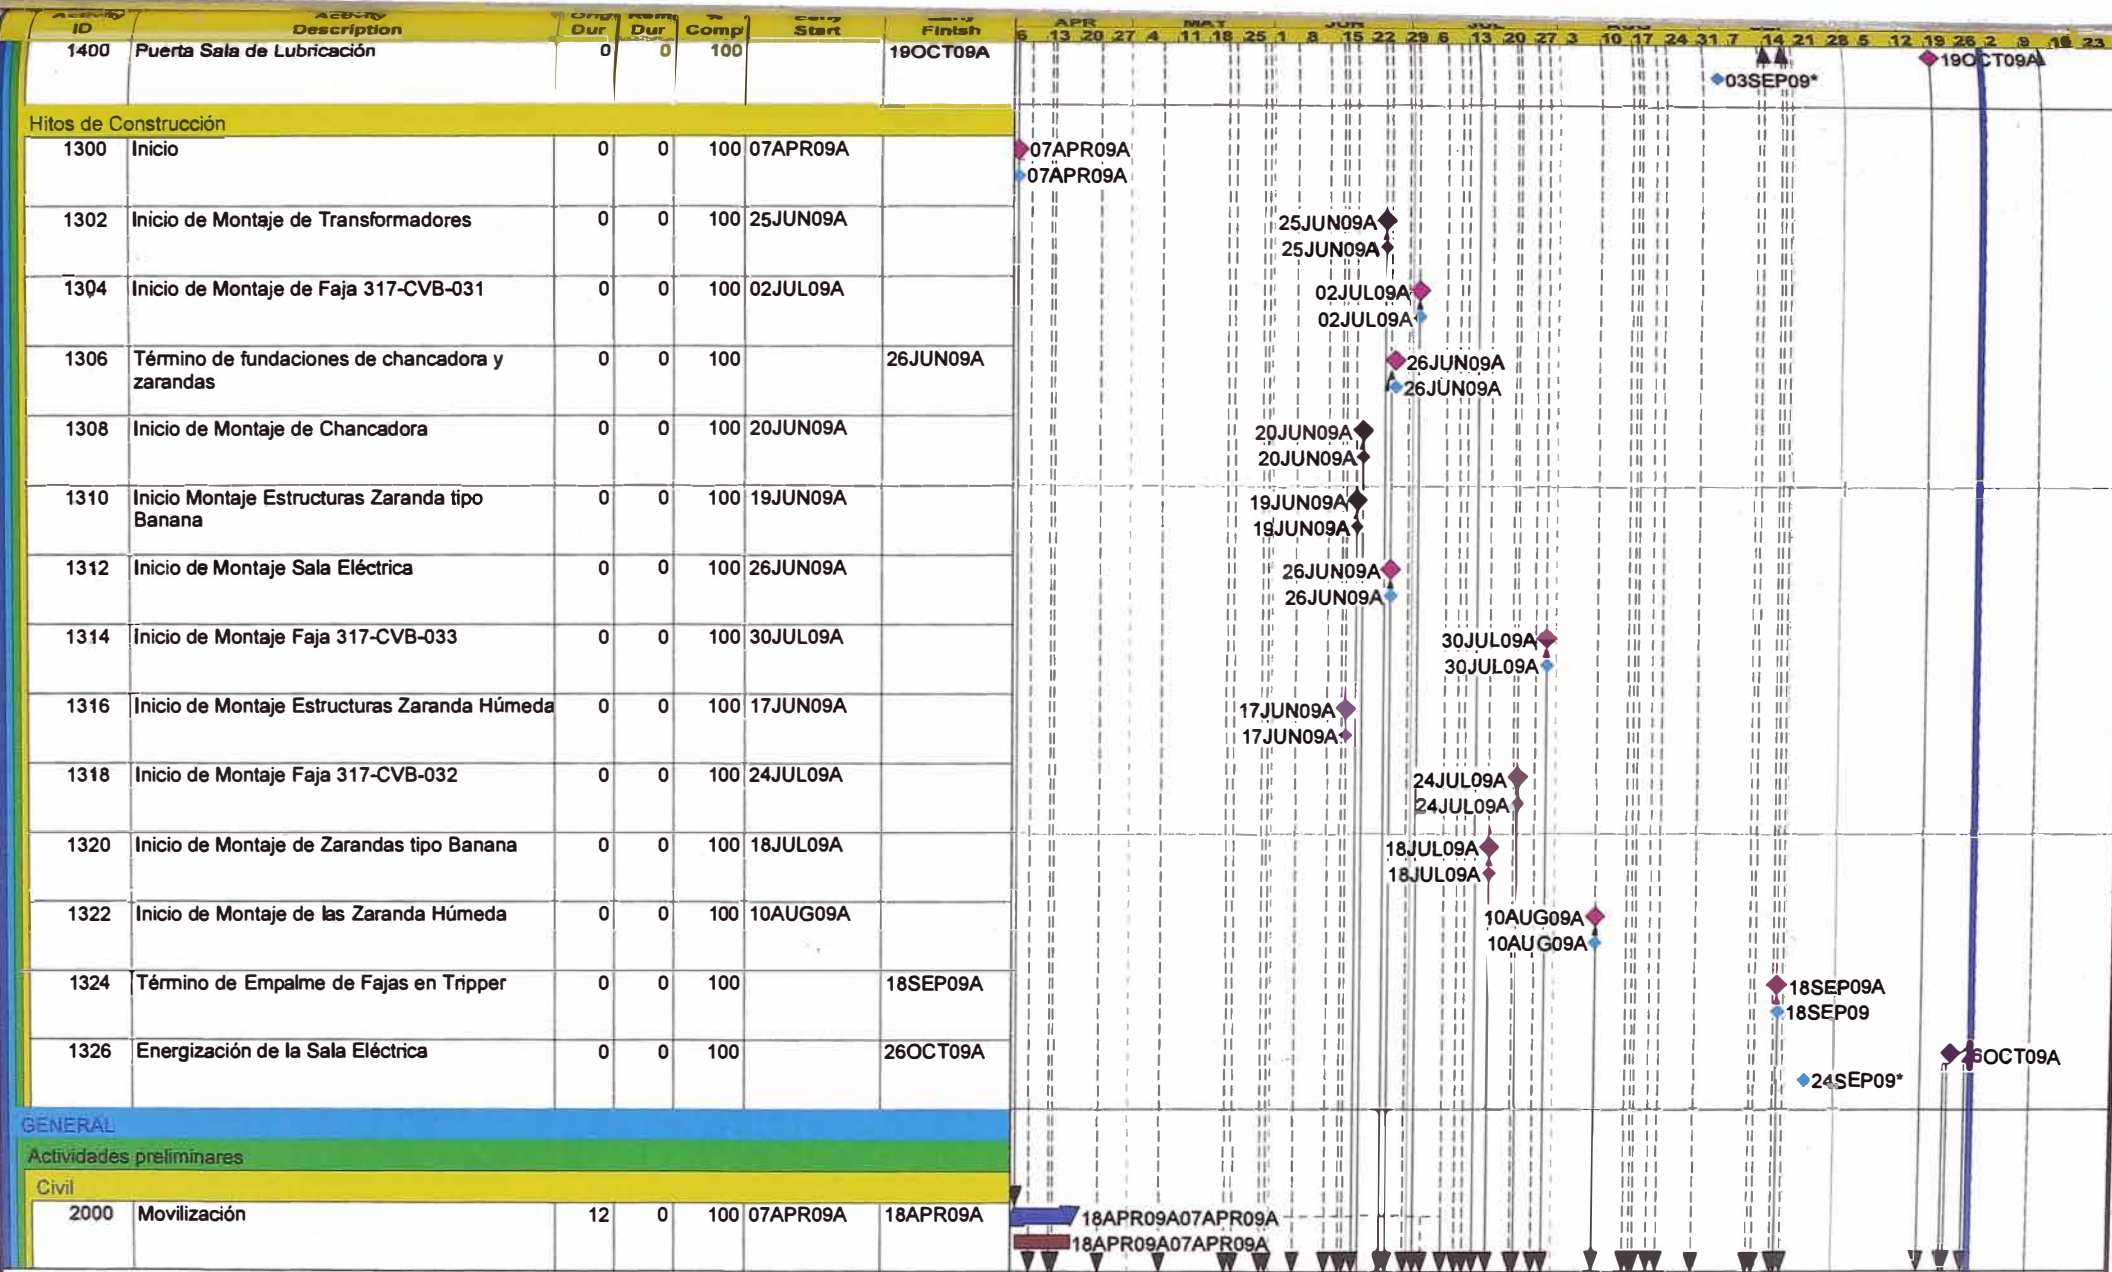 Activity ID Activity Description Orig Dur Rem Dur % Comp Early Start Early Finish
APR MAY JUN JUL AUG
6 13 20 27 4 11 18 25 1 8 15 22 29 6 13 20 27 3 10 17 24 31 7 14 21 28 5 12 19 26 2 9 16 23
1400 Puerta Sala de Lubricación 0 0 100 19OCT09A 19OCT09A
03SEP09*
Hitos de Construcción
1300 Inicio 0 0 100 07APR09A 07APR09A
07APR09A
1302 Inicio de Montaje de Transformadores 0 0 100 25JUN09A 25JUN09A
25JUN09A
1304 Inicio de Montaje de Faja 317-CVB-031 0 0 100 02JUL09A 02JUL09A
02JUL09A
1306 Término de fundaciones de chancadora y 0 0 100 26JUN09A 26JUN09A
zarandas 26JUN09A
1308 Inicio de Montaje de Chancadora 0 0 100 20JUN09A 20JUN09A
20JUN09A
1310 Inicio Montaje Estructuras Zaranda tipo 0 0 100 19JUN09A 19JUN09A
Banana 19JUN09A
1312 Inicio de Montaje Sala Eléctrica 0 0 100 26JUN09A 26JUN09A
26JUN09A
1314 Inicio de Montaje Faja 317-CVB-033 0 0 100 30JUL09A 30JUL09A
30JUL09A
1316 Inicio de Montaje Estructuras Zaranda Húmeda 0 0 100 17JUN09A 17JUN09A
17JUN09A
1318 Inicio de Montaje Faja 317-CVB-032 0 0 100 24JUL09A 24JUL09A
24JUL09A
1320 Inicio de Montaje de Zarandas tipo Banana 0 0 100 18JUL09A 18JUL09A
18JUL09A
1322 Inicio de Montaje de las Zaranda Húmeda 0 0 100 10AUG09A 10AUG09A
10AUG09A
1324 Término de Empalme de Fajas en Tripper 0 0 100 18SEP09A 18SEP09A
18SEP09
1326 Energización de la Sala Eléctrica 0 0 100 26OCT09A 26OCT09A
24SEP09*
GENERAL
Actividades preliminares
Civil
2000 Movilización 12 0 100 07APR09A 18APR09A 18APR09A07APR09A
18APR09A07APR09A